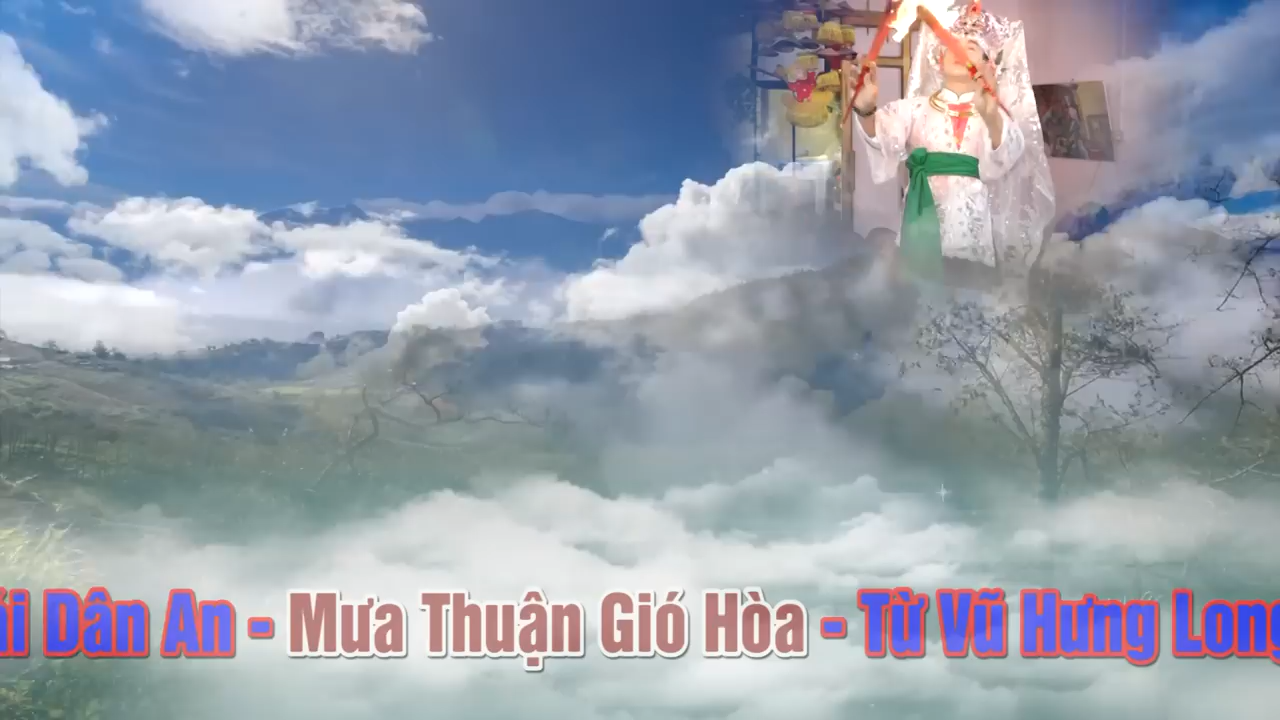 Dân An - Mưa Thuận Gió Hòa - Từ Vũ Hưng Long